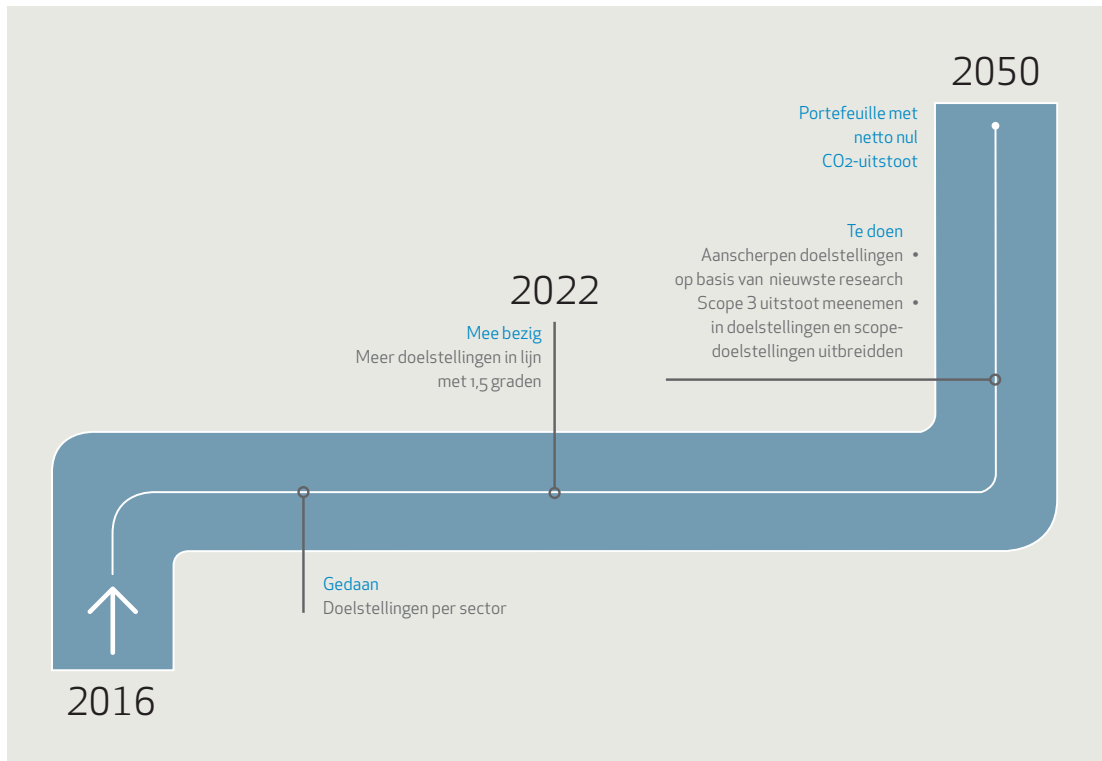 2050
Portefeuille met
netto nul
CO2-uitstoot
Te doen
Aanscherpen doelstellingen •
op basis van nieuwste research
Scope 3 uitstoot meenemen •
in doelstellingen en scope-
doelstellingen uitbreidden
2022
Mee bezig
Meer doelstellingen in lijn
met 1,5 graden
Gedaan
Doelstellingen per sector
2016